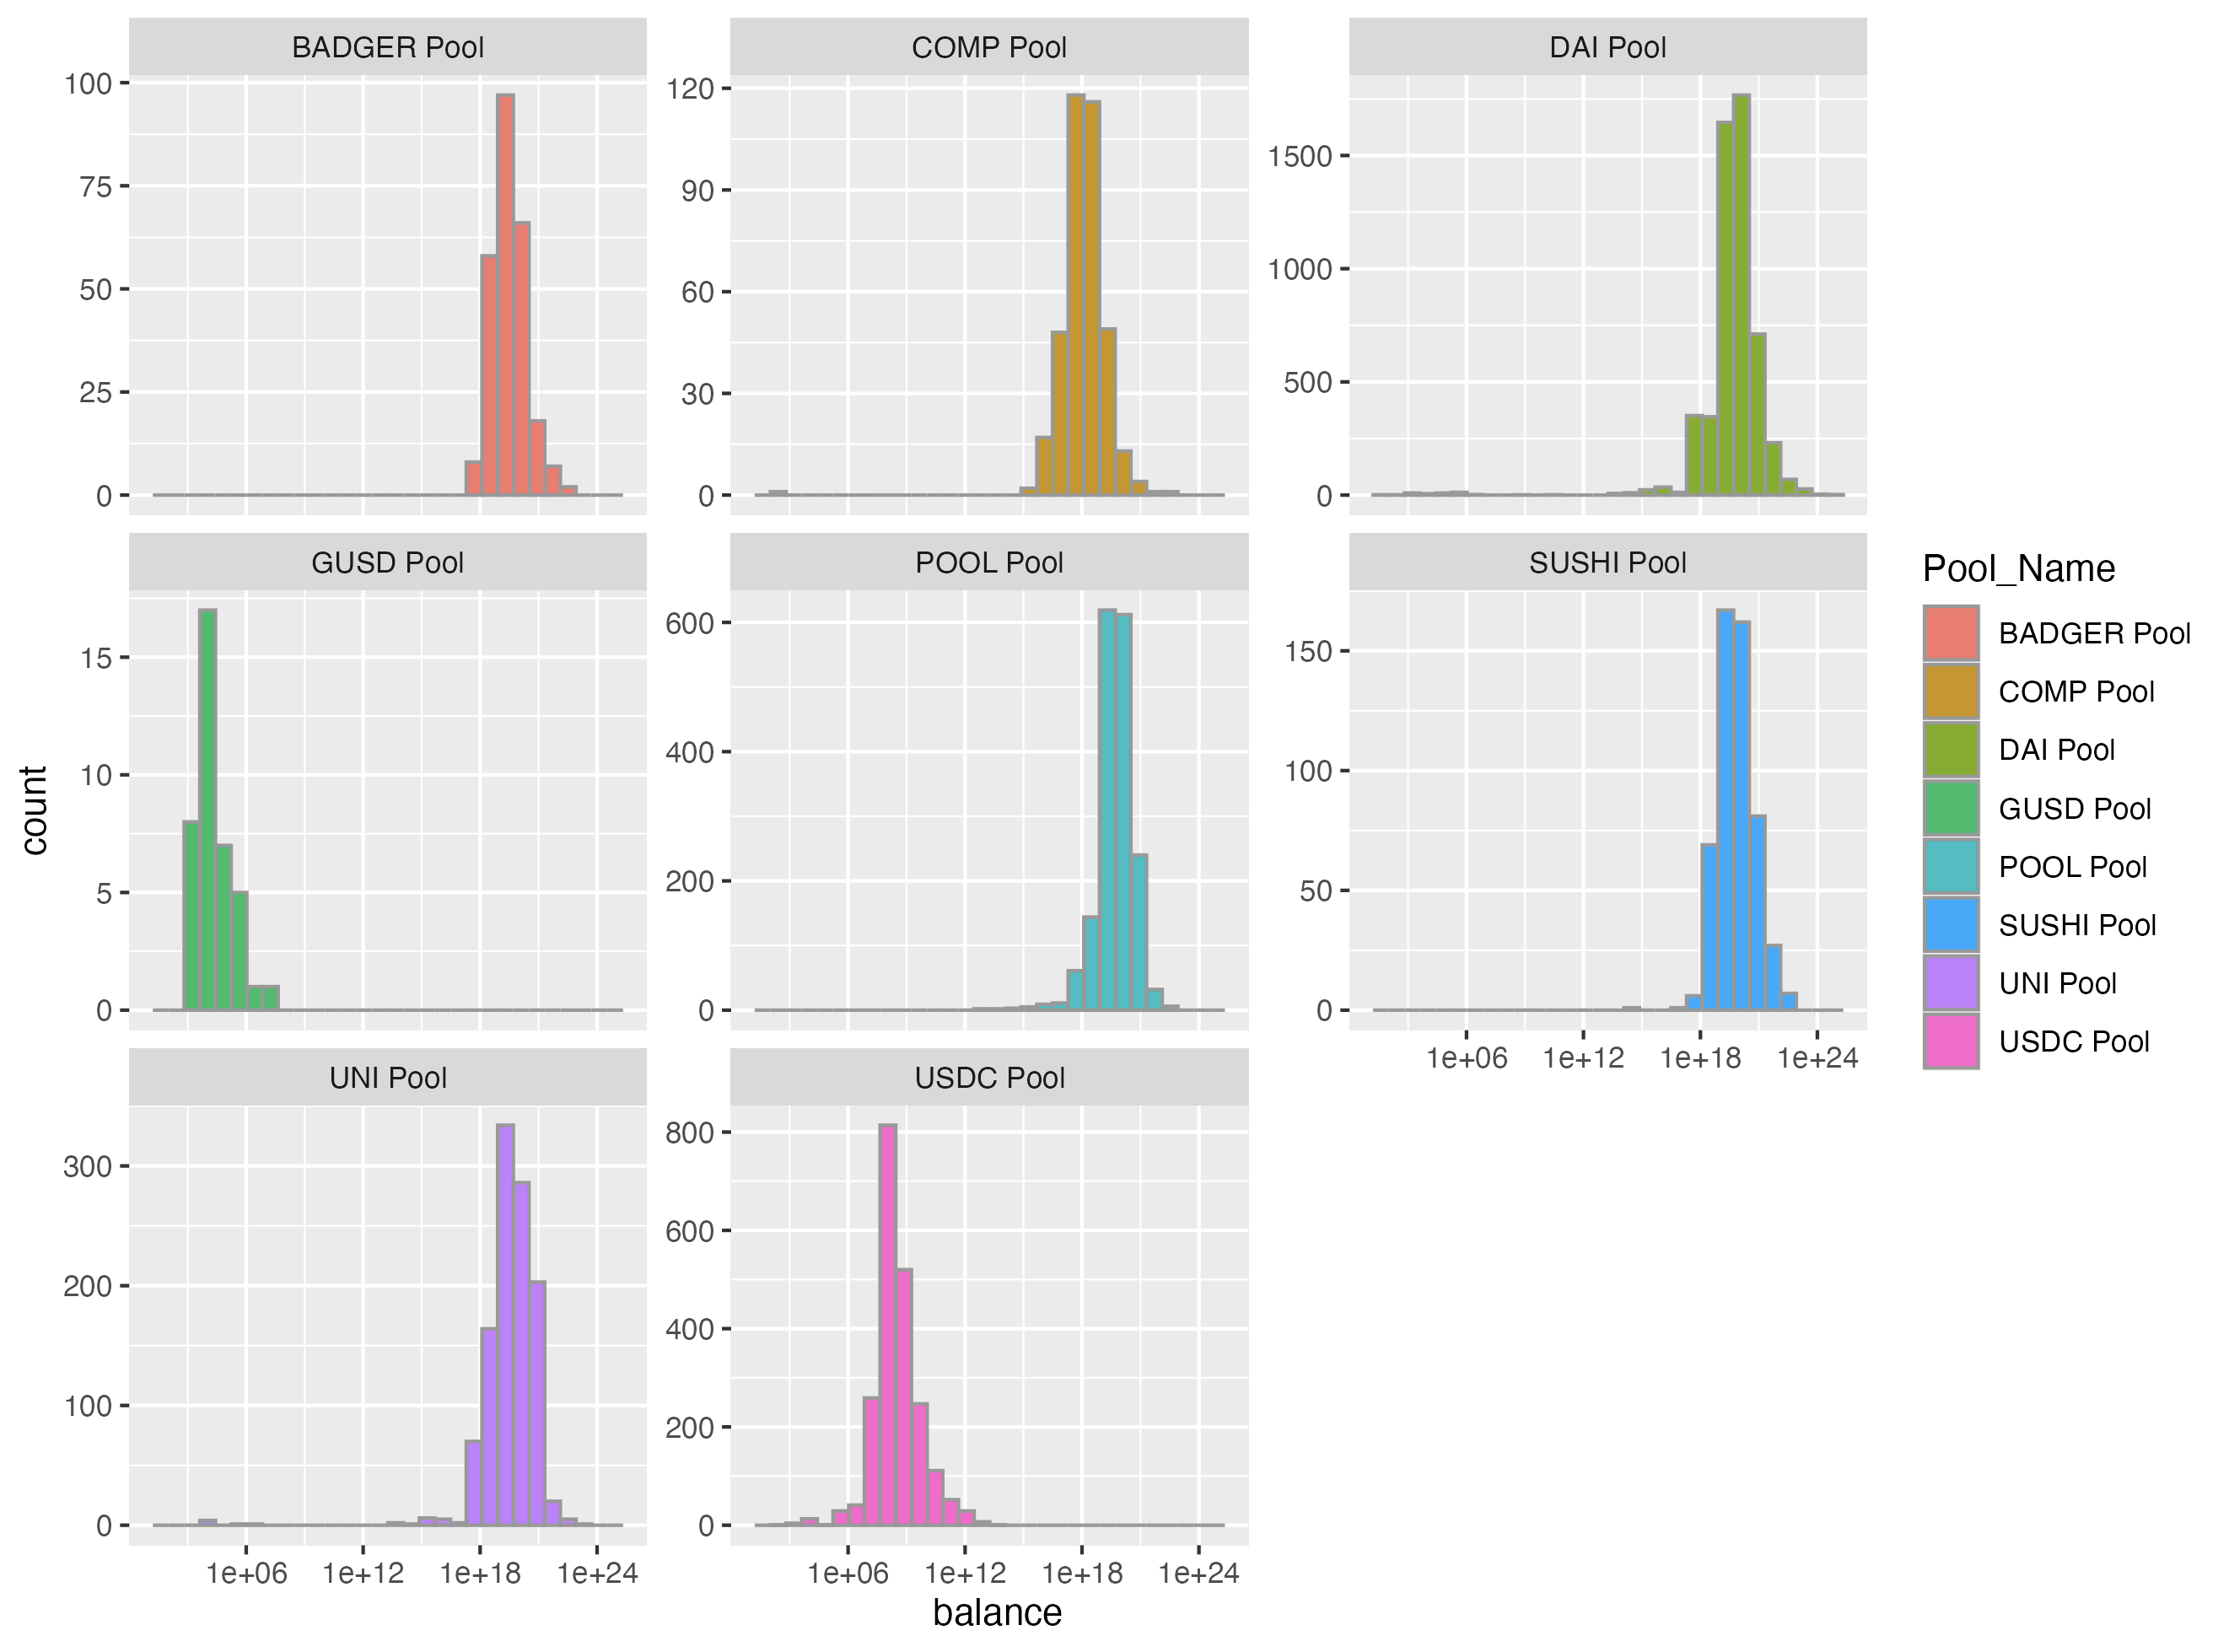 BADGER Pool
100
75
50
25
0
COMP Pool
120
90
60
30
0
DAI Pool
1500
1000
500
0
GUSD Pool
15
10
5
0
POOL Pool
600
400
200
0
SUSHI Pool
150
100
50
0
1e+06 1e+12 1e+18 1e+24
UNI Pool
300
200
100
0
1e+06 1e+12 1e+18 1e+24
USDC Pool
800
600
400
200
0
1e+06 1e+12 1e+18 1e+24
count
balance
Pool_Name
BADGER Pool
COMP Pool
DAI Pool
GUSD Pool
POOL Pool
SUSHI Pool
UNI Pool
USDC Pool